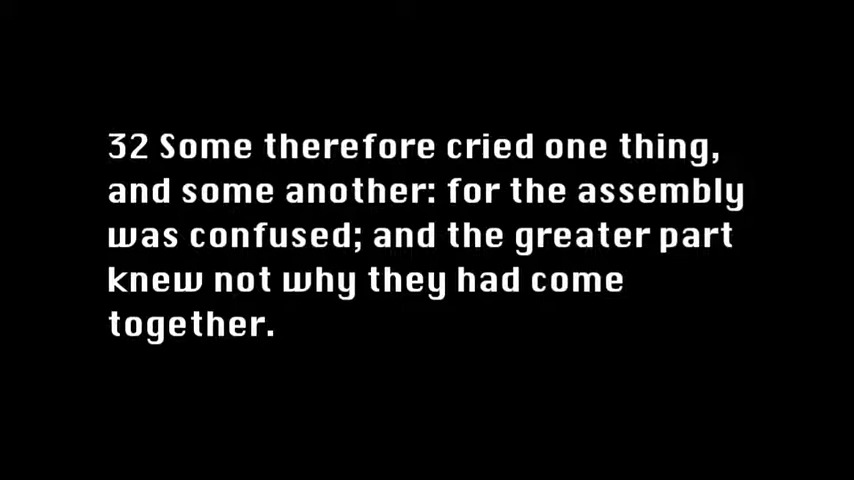 32 Some therefore cried one thing,
and some another: for the assembly
was confused; and the greater part
knew not why they had come
together.